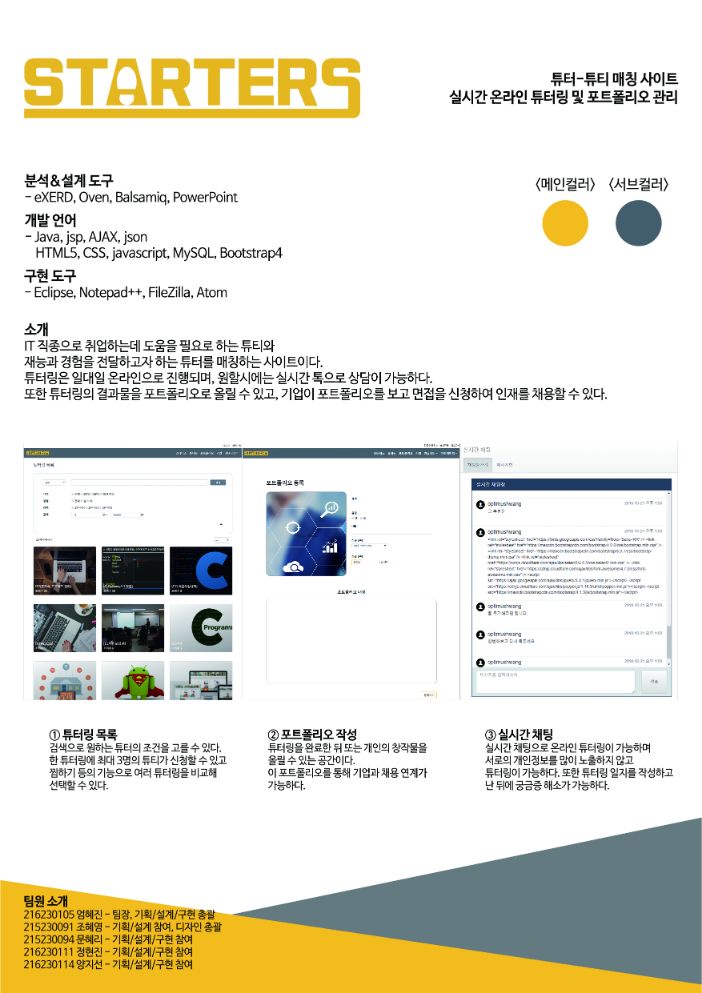 STARTERS
튜터-튜티 매칭 사이트
실시간 온라인 튜터링 및 포트폴리오 관리
분석&설계 도구
- eXERD, Oven, Balsamiq, PowerPoint
개발 언어
- Java, jsp, AJAX, json
HTML5, CSS, javascript, MySQL, Bootstrap4
구현 도구
- Eclipse, Notepad++, FileZilla, Atom
<메인컬러> <서브컬러>
소개
IT 직종으로 취업하는데 도움을 필요로 하는 튜티와
재능과 경험을 전달하고자 하는 튜터를 매칭하는 사이트이다.
튜터링은 일대일 온라인으로 진행되며, 원할시에는 실시간 톡으로 상담이 가능하다.
또한 튜터링의 결과물을 포트폴리오로 올릴 수 있고, 기업이 포트폴리오를 보고 면접을 신청하여 인재를 채용할 수 있다.
STARTERS
포트폴리오 등록
실시간 채팅
실시간 채팅방
optimushwang
optimushwang
optimushwang
optimushwang
optimushwang
① 튜터링 목록
검색으로 원하는 튜터의 조건을 고를 수 있다.
한 튜터링에 최대 3명의 튜티가 신청할 수 있고
찜하기 등의 기능으로 여러 튜터링을 비교해
선택할 수 있다.
② 포트폴리오 작성
튜터링을 완료한 뒤 또는 개인의 창작물을
올릴 수 있는 공간이다.
이 포트폴리오를 통해 기업과 채용 연계가
가능하다.
③ 실시간 채팅
실시간 채팅으로 온라인 튜터링이 가능하며
서로의 개인정보를 많이 노출하지 않고
튜터링이 가능하다. 또한 튜터링 일지를 작성하고
난 뒤에 궁금증 해소가 가능하다.
팀원 소개
216230105 엄혜진 - 팀장, 기획/설계/구현 총괄
215230091 조혜영 - 기획/설계 참여, 디자인 총괄
215230094 문혜리 - 기획/설계/구현 참여
216230111 정현진 - 기획/설계/구현 참여
216230114 양지선 - 기획/설계/구현 참여